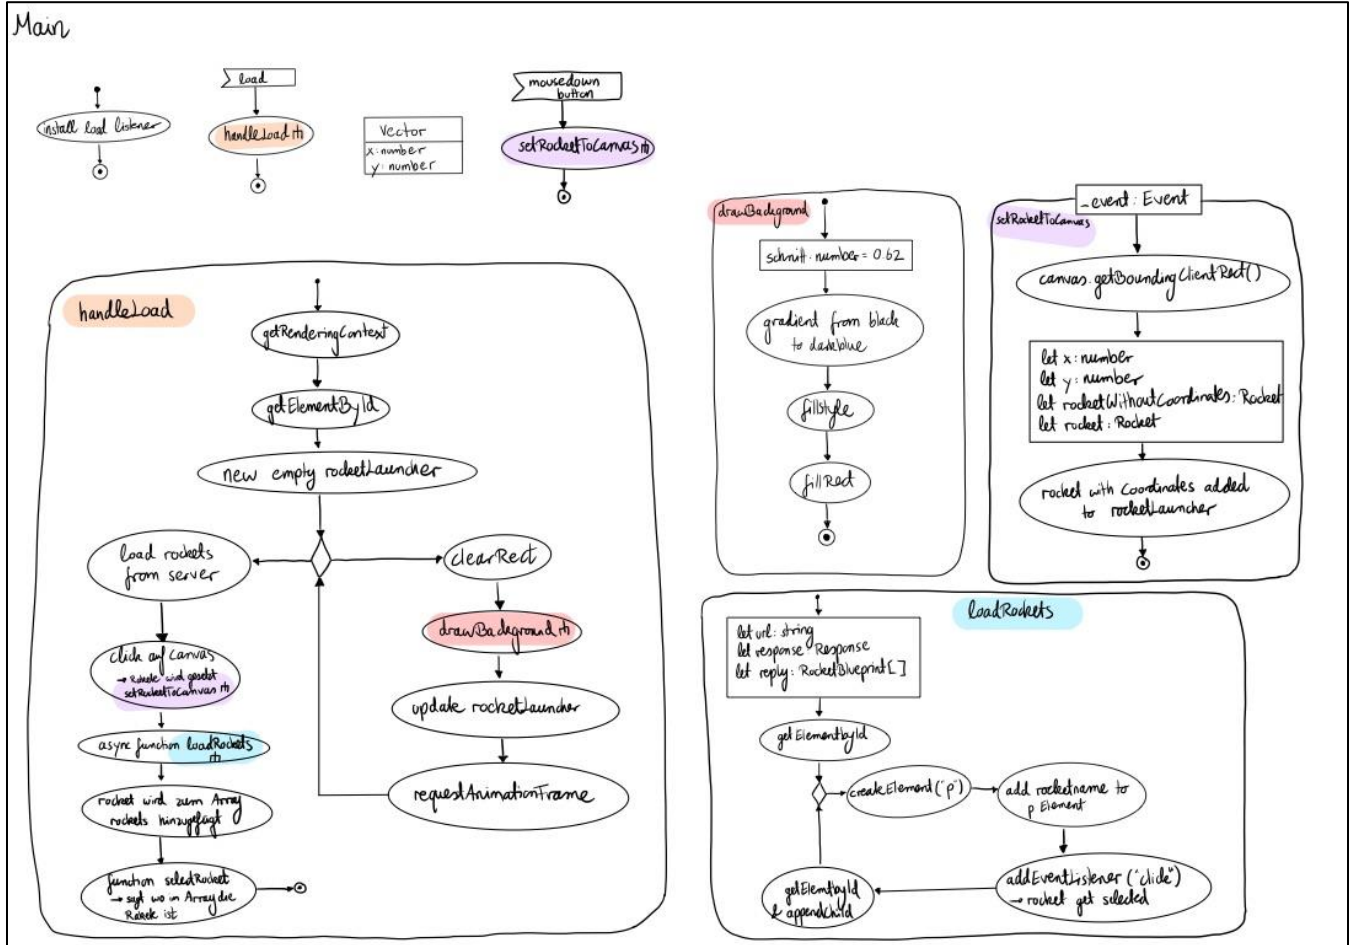 Main
install load listener
load
handleLoad
Vector
x: number
y: number
mousedown
button
setRocketToCanvas
handleLoad
getRenderingContext
getElementById
new empty rocketLauncher
load rockets
from server
click auf Canvas
→ Rakete wird gesetzt
setRocketToCanvas
async function loadRockets
rocket wird zum Array
rockets hinzugefügt
function selectRocket
→ sagt wo im Array die
Rakete ist
clearRect
drawBackground
update rocketLauncher
requestAnimationFrame
drawBackground
schnitt: number = 0.62
gradient from black
to darkblue
fillstyle
fillRect
_event: Event
setRocketToCanvas
canvas.getBoundingClientRect()
let x: number
let y: number
let rocketWithoutCoordinates: Rocket
let rocket: Rocket
rocket with Coordinates added
to rocketLauncher
loadRockets
let url: string
let response Response
let reply: RocketBlueprint[]
getElementbyId
createElement("p")
add rocketname to
p Element
addEventListener ("click")
→ rocket get selected
getElemtbyId
& appendChild